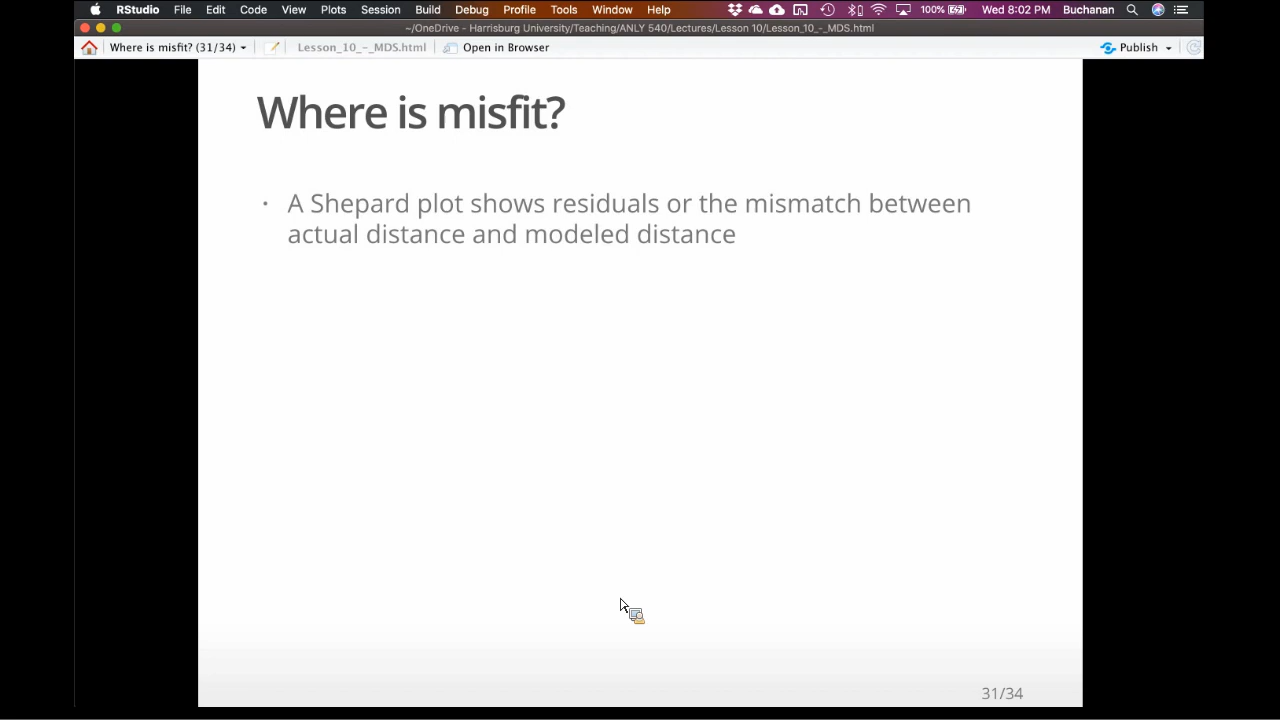 RStudio File Edit Code View Plots Session Build Debug Profile Tools Window Help 100% Wed 8:02 PM Buchanan
~/OneDrive - Harrisburg University/Teaching/ANLY 540/Lectures/Lesson 10/Lesson_10_-_MDS.html
Where is misfit? (31/34) Lesson_10_-_MDS.html Open in Browser Publish
Where is misfit?
• A Shepard plot shows residuals or the mismatch between
actual distance and modeled distance
31/34